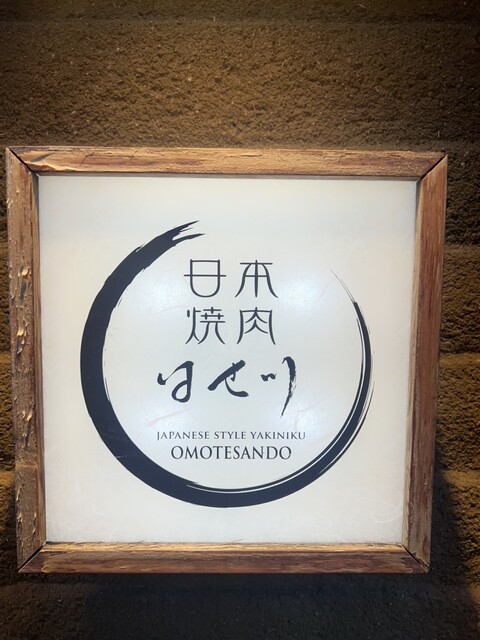 日本
焼肉
はせ川
JAPANESE STYLE YAKINIKU
OMOTESANDO